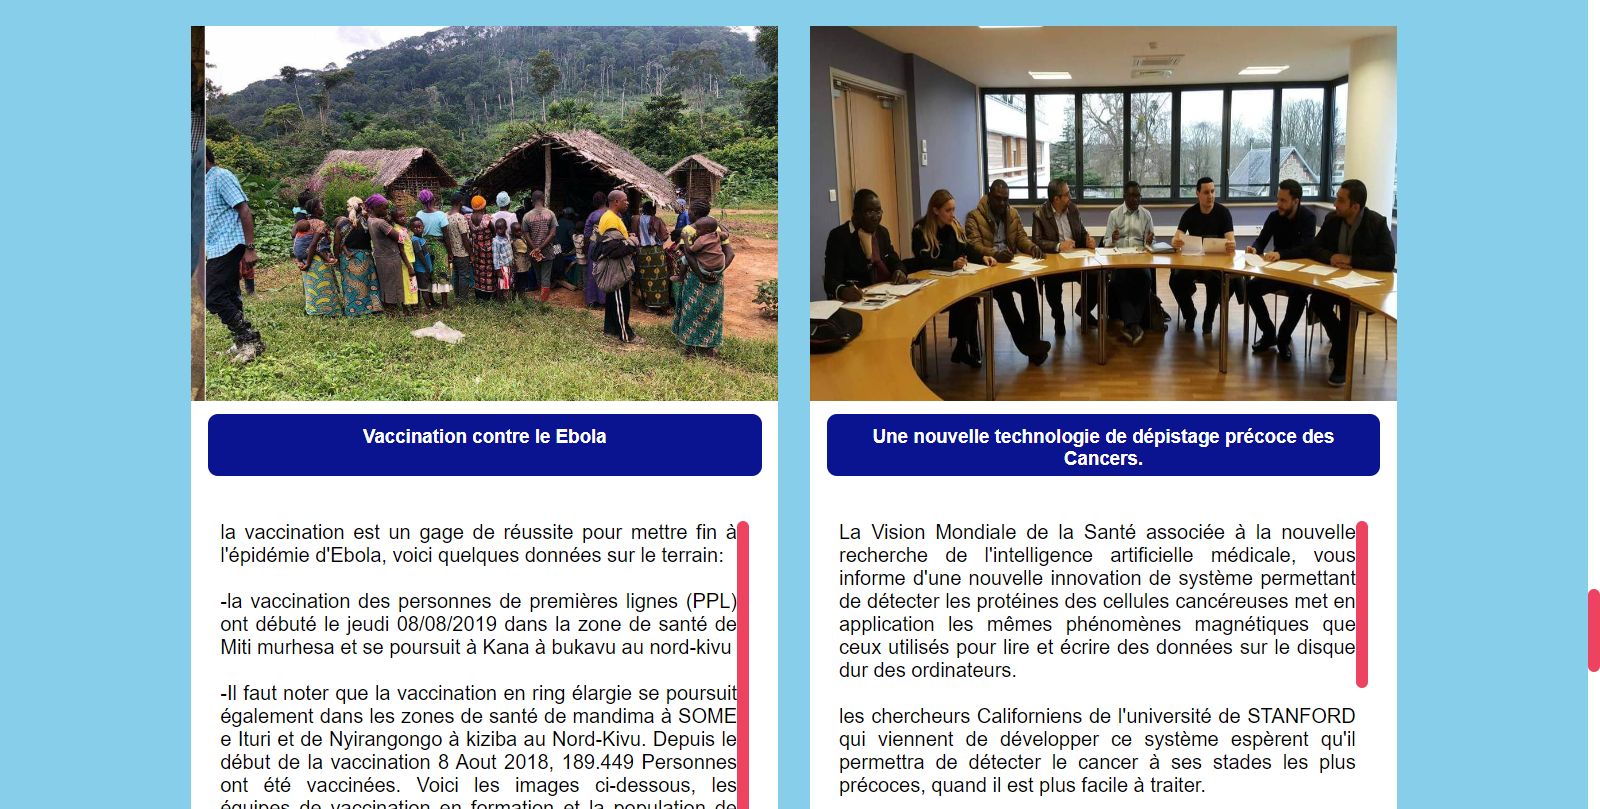 Vaccination contre le Ebola
la vaccination est un gage de réussite pour mettre fin à
l'épidémie d'Ebola, voici quelques données sur le terrain:
-la vaccination des personnes de premières lignes (PPL)
ont débuté le jeudi 08/08/2019 dans la zone de santé de
Miti murhesa et se poursuit à Kana à bukavu au nord-kivu
-Il faut noter que la vaccination en ring élargie se poursuit
également dans les zones de santé de mandima à SOME
e Ituri et de Nyirangongo à kiziba au Nord-Kivu. Depuis le
début de la vaccination 8 Aout 2018, 189.449 Personnes
ont été vaccinées. Voici les images ci-dessous, les
équipes de vaccination en formation et la population de
Une nouvelle technologie de dépistage précoce des
Cancers.
La Vision Mondiale de la Santé associée à la nouvelle
recherche de l'intelligence artificielle médicale, vous
informe d'une nouvelle innovation de système permettant
de détecter les protéines des cellules cancéreuses met en
application les mêmes phénomènes magnétiques que
ceux utilisés pour lire et écrire des données sur le disque
dur des ordinateurs.
les chercheurs Californiens de l'université de STANFORD
qui viennent de développer ce système espèrent qu'il
permettra de détecter le cancer à ses stades les plus
précoces, quand il est plus facile à traiter.